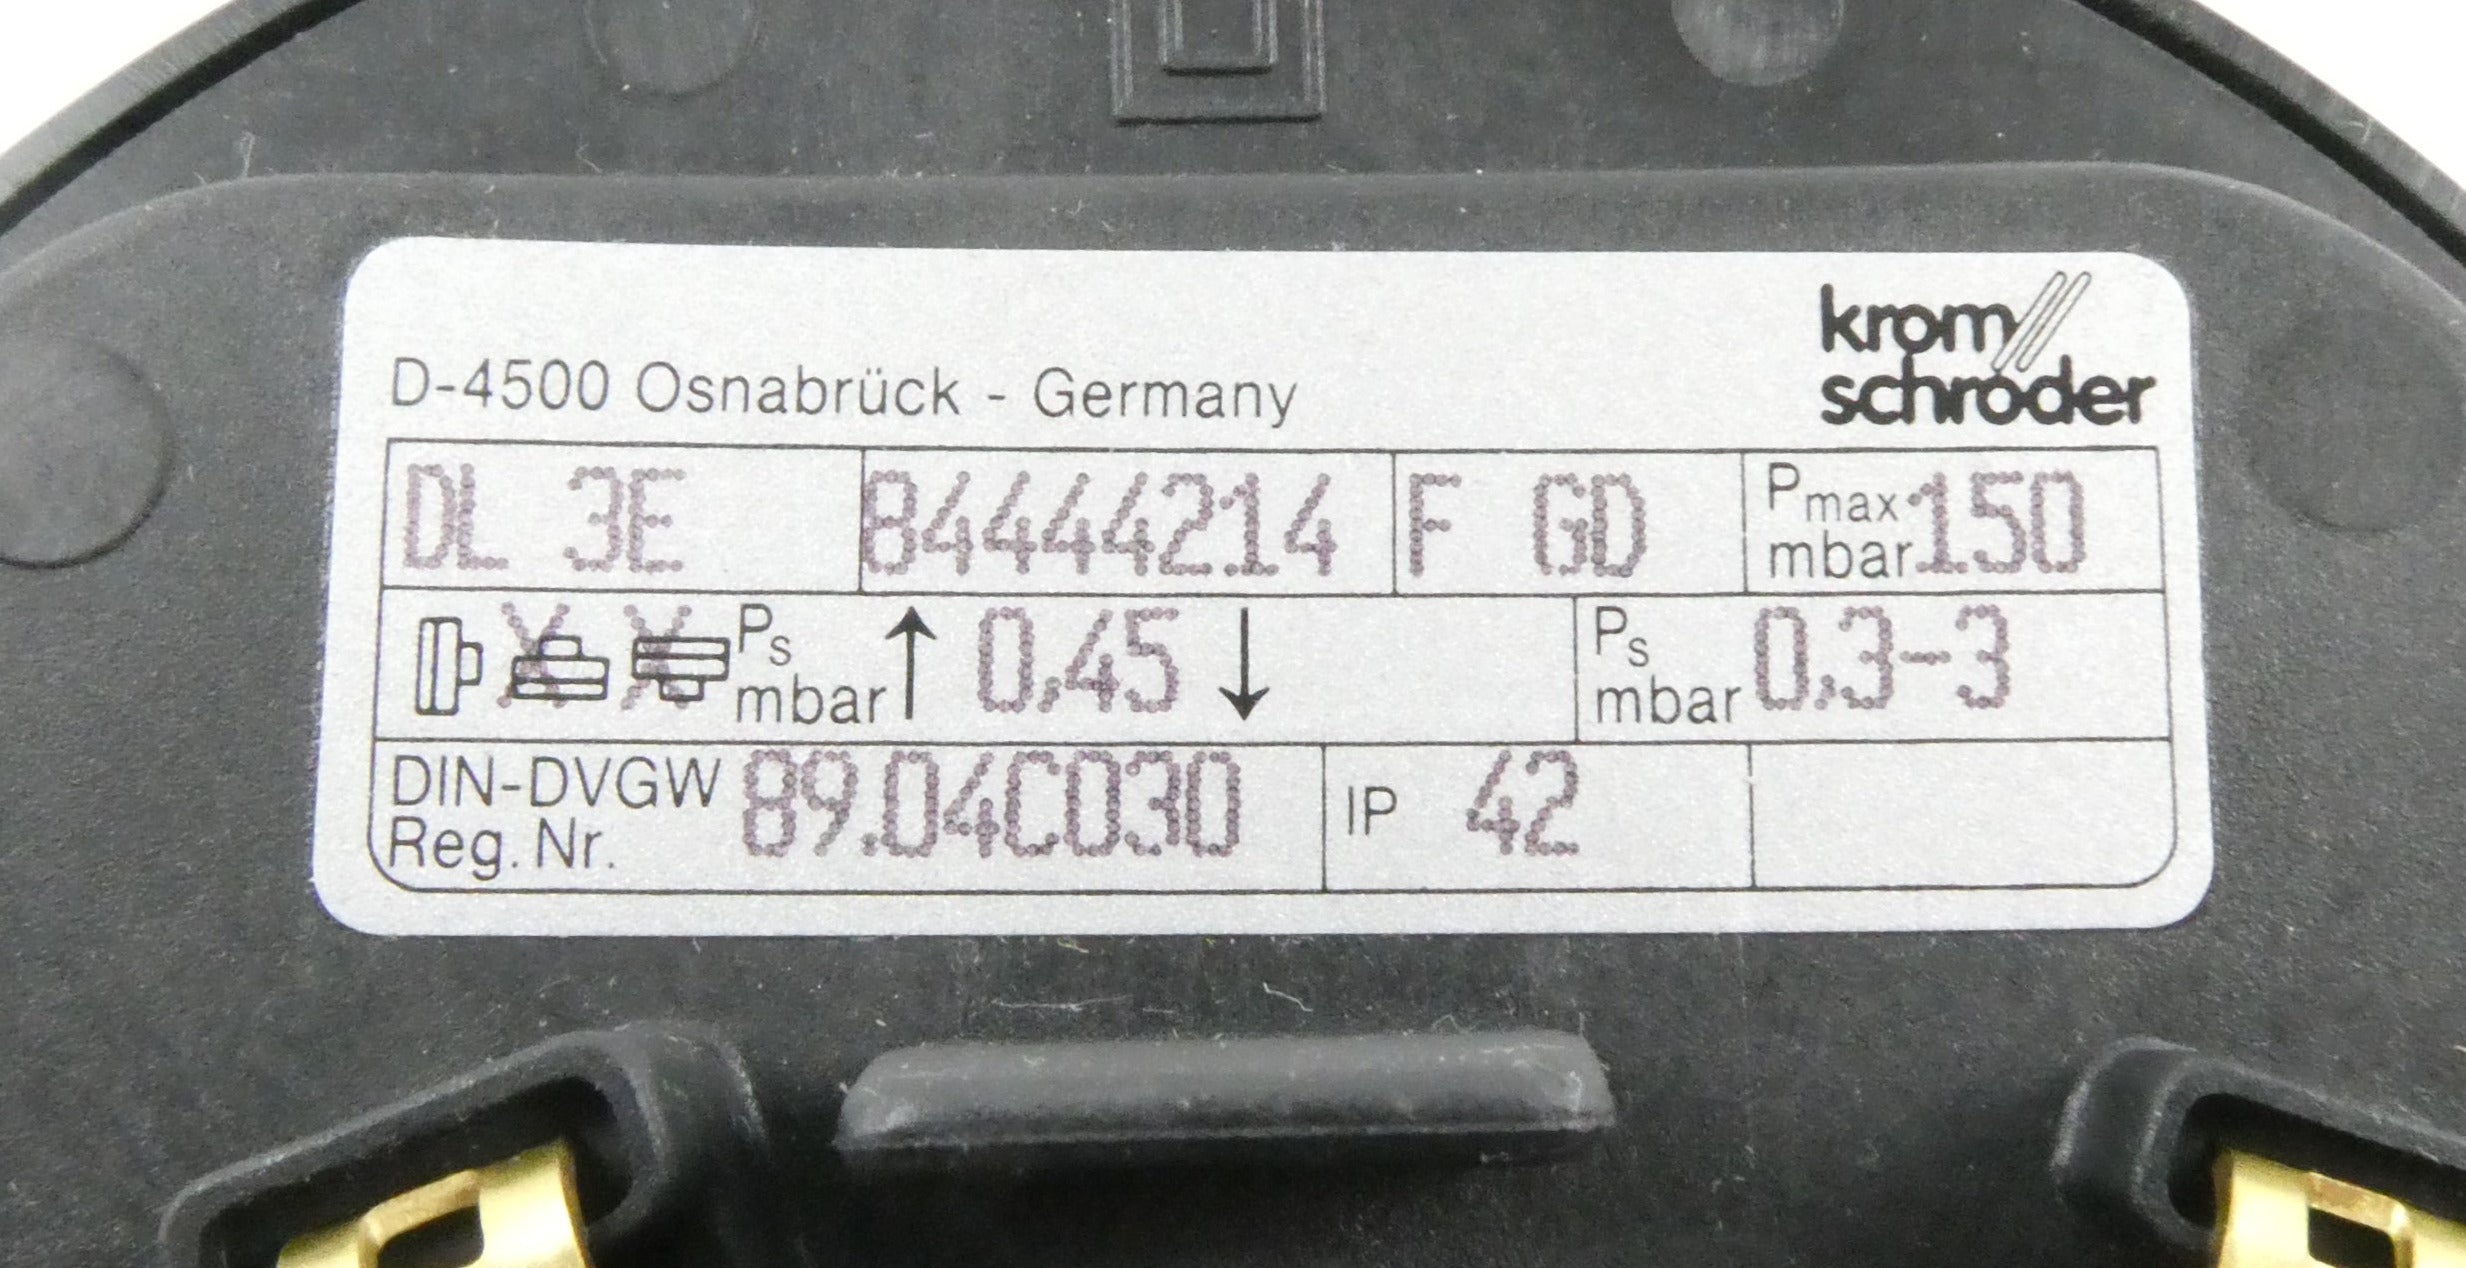 krom
schröder
D-4500 Osnabrück - Germany
DL 3E 84444214 F GD Pmax mbar 150
X X Ps mbar ↑ 0,45 ↓ Ps mbar 0,3-3
DIN-DVGW Reg. Nr. 89.04C030 IP 42